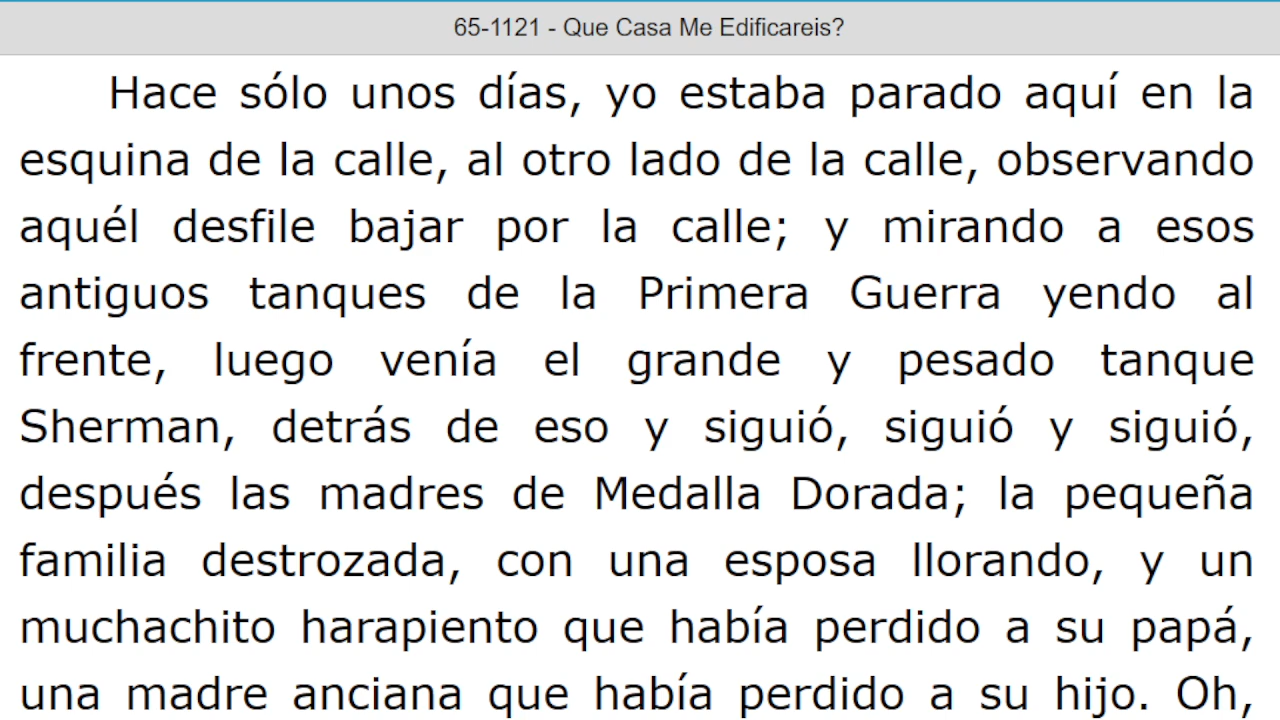 65-1121 - Que Casa Me Edificareis?
Hace sólo unos días, yo estaba parado aquí en la
esquina de la calle, al otro lado de la calle, observando
aquél desfile bajar por la calle; y mirando a esos
antiguos tanques de la Primera Guerra yendo al
frente, luego venía el grande y pesado tanque
Sherman, detrás de eso y siguió, siguió y siguió,
después las madres de Medalla Dorada; la pequeña
familia destrozada, con una esposa llorando, y un
muchachito harapiento que había perdido a su papá,
una madre anciana que había perdido a su hijo. Oh,